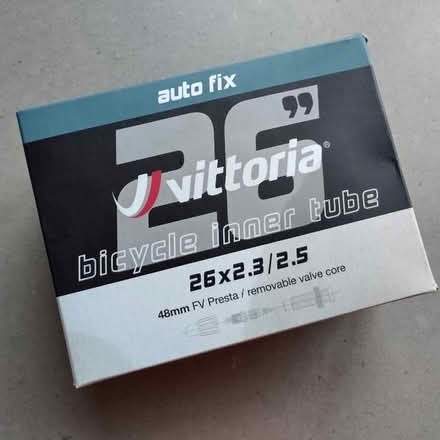 auto fix
26"
vittoria®
bicycle inner tube
26x2.3/2.5
48mm FV Presta / removable valve core